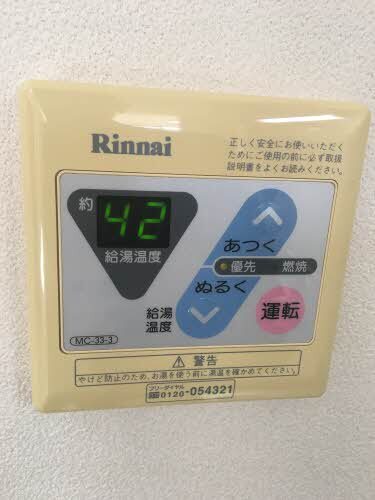 Rinnai
正しく安全にお使いいただく
ためにご使用の前に必ず取扱
説明書をよくお読みください。
約
42
給湯温度
あつく
優先 燃焼
ぬるく
給湯
温度
運転
MC-33-3
警告
やけど防止のため、お湯を使う前に湯温を確かめてください。
フリーダイヤル
0120-054321